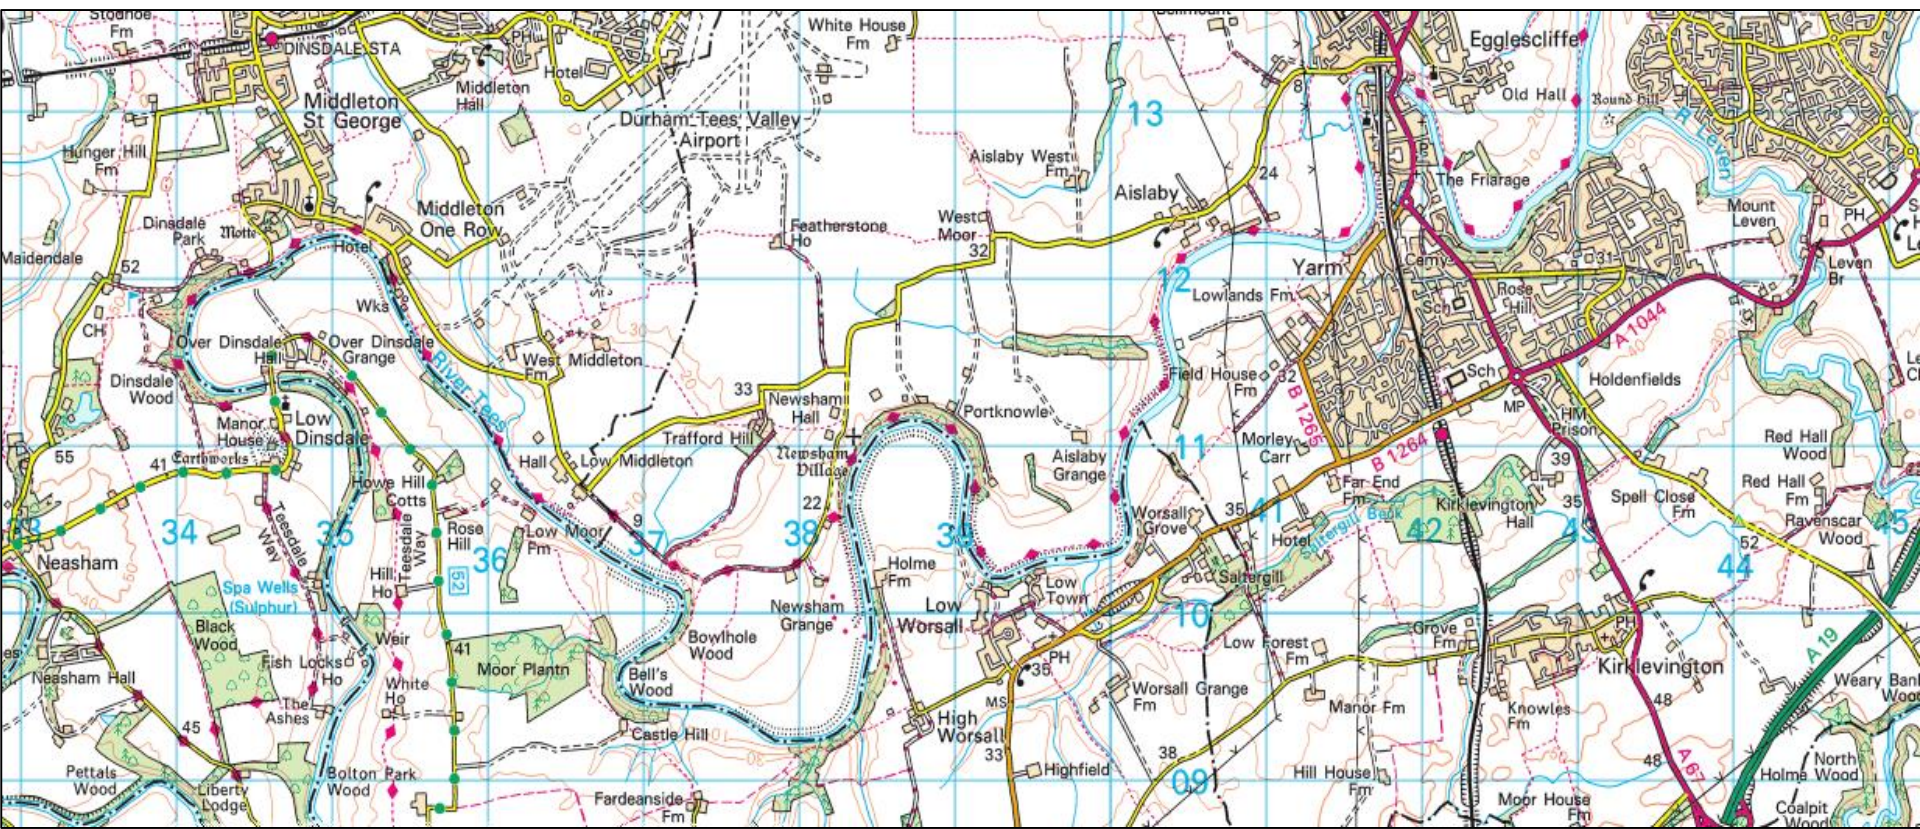 Stodhoe
Fm
DINSDALE STA
PH
Hotel
White House
Fm
Bellmount
Egglescliffe
Middleton
St George
Middleton
Hall
Durham Tees Valley
Airport
13
8
Old Hall
Round Hill
R Leven
Hunger Hill
Fm
Aislaby West
Fm
Aislaby
24
The Friarage
Mount
Leven
PH
Dinsdale
Park
Motte
Middleton
One Row
Hotel
Featherstone
Ho
West
Moor
32
Maidendale
52
12
Yarm
Cemy
31
Leven
Br
Wks
Lowlands Fm
Sch
Rose
Hill
CH
Over Dinsdale
Hall
Over Dinsdale
Grange
River Tees
West Middleton
Fm
A 1044
Dinsdale
Wood
33
Newsham
Hall
Field House
Fm
32
B 1265
Sch
Holdenfields
Manor
House
Low
Dinsdale
Portknowle
MP
HM
Prison
Trafford Hill
Earthworks
41
55
Hall
Low Middleton
Newsham
Village
Aislaby
Grange
11
Morley
Carr
B 1264
39
Red Hall
Wood
Howe Hill
Cotts
22
Far End
Fm
Kirklevington
Hall
35
Spell Close
Fm
Red Hall
Fm
33
34
Teesdale
Way
35
Teesdale
Way
Rose
Hill
36
Low Moor
Fm
9
37
38
39
Worsall
Grove
35
41
Hotel
Saltergill Beck
42
43
52
44
Ravenscar
Wood
45
Neasham
Spa Wells
(Sulphur)
Hill
Ho
52
Holme
Fm
Low
Town
Saltergill
Black
Wood
Weir
41
Moor Plantn
Bowlhole
Wood
Newsham
Grange
Low
Worsall
10
Low Forest
Fm
Grove
Fm
PH
Kirklevington
A 19
Fish Locks
Ho
Neasham Hall
White
Ho
Bell's
Wood
PH
35
Worsall Grange
Fm
Manor Fm
Knowles
Fm
48
Weary Bank
Wood
The
Ashes
45
MS
High
Worsall
33
Castle Hill
38
48
A 67
Pettals
Wood
Liberty
Lodge
Bolton Park
Wood
Fardeanside
Fm
Highfield
09
Hill House
Fm
Moor House
Fm
North
Wood
Holme Wood
Coalpit
Wood